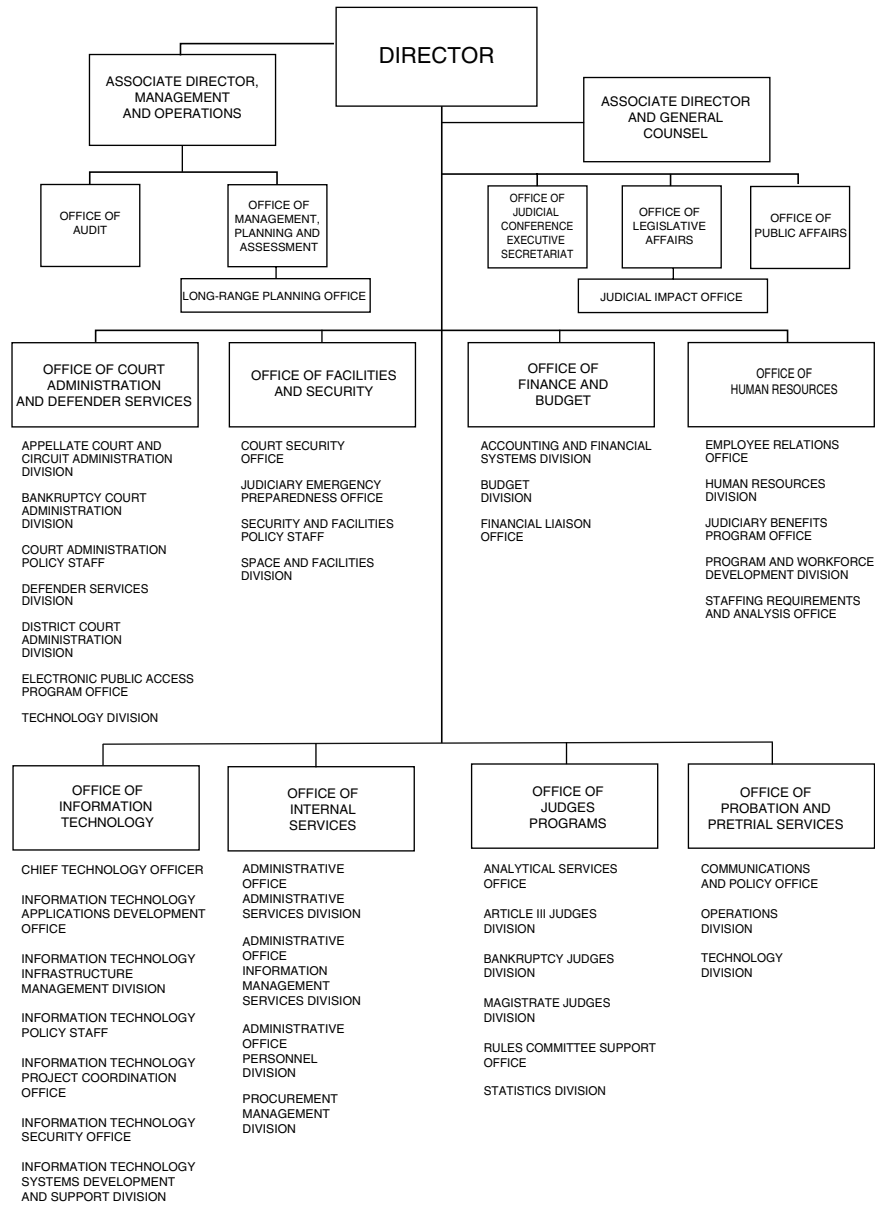 DIRECTOR
ASSOCIATE DIRECTOR,
MANAGEMENT
AND OPERATIONS
ASSOCIATE DIRECTOR
AND GENERAL
COUNSEL
OFFICE OF
AUDIT
OFFICE OF
MANAGEMENT,
PLANNING AND
ASSESSMENT
OFFICE OF
JUDICIAL
CONFERENCE
EXECUTIVE
SECRETARIAT
OFFICE OF
LEGISLATIVE
AFFAIRS
OFFICE OF
PUBLIC AFFAIRS
LONG-RANGE PLANNING OFFICE
JUDICIAL IMPACT OFFICE
OFFICE OF COURT
ADMINISTRATION
AND DEFENDER SERVICES
APPELLATE COURT AND
CIRCUIT ADMINISTRATION
DIVISION
BANKRUPTCY COURT
ADMINISTRATION
DIVISION
COURT ADMINISTRATION
POLICY STAFF
DEFENDER SERVICES
DIVISION
DISTRICT COURT
ADMINISTRATION
DIVISION
ELECTRONIC PUBLIC ACCESS
PROGRAM OFFICE
TECHNOLOGY DIVISION
OFFICE OF FACILITIES
AND SECURITY
COURT SECURITY
OFFICE
JUDICIARY EMERGENCY
PREPAREDNESS OFFICE
SECURITY AND FACILITIES
POLICY STAFF
SPACE AND FACILITIES
DIVISION
OFFICE OF
FINANCE AND
BUDGET
ACCOUNTING AND FINANCIAL
SYSTEMS DIVISION
BUDGET
DIVISION
FINANCIAL LIAISON
OFFICE
OFFICE OF
HUMAN RESOURCES
EMPLOYEE RELATIONS
OFFICE
HUMAN RESOURCES
DIVISION
JUDICIARY BENEFITS
PROGRAM OFFICE
PROGRAM AND WORKFORCE
DEVELOPMENT DIVISION
STAFFING REQUIREMENTS
AND ANALYSIS OFFICE
OFFICE OF
INFORMATION
TECHNOLOGY
CHIEF TECHNOLOGY OFFICER
INFORMATION TECHNOLOGY
APPLICATIONS DEVELOPMENT
OFFICE
INFORMATION TECHNOLOGY
INFRASTRUCTURE
MANAGEMENT DIVISION
INFORMATION TECHNOLOGY
POLICY STAFF
INFORMATION TECHNOLOGY
PROJECT COORDINATION
OFFICE
INFORMATION TECHNOLOGY
SECURITY OFFICE
INFORMATION TECHNOLOGY
SYSTEMS DEVELOPMENT
AND SUPPORT DIVISION
OFFICE OF
INTERNAL
SERVICES
ADMINISTRATIVE
OFFICE
ADMINISTRATIVE
SERVICES DIVISION
ADMINISTRATIVE
OFFICE
INFORMATION
MANAGEMENT
SERVICES DIVISION
ADMINISTRATIVE
OFFICE
PERSONNEL
DIVISION
PROCUREMENT
MANAGEMENT
DIVISION
OFFICE OF
JUDGES
PROGRAMS
ANALYTICAL SERVICES
OFFICE
ARTICLE III JUDGES
DIVISION
BANKRUPTCY JUDGES
DIVISION
MAGISTRATE JUDGES
DIVISION
RULES COMMITTEE SUPPORT
OFFICE
STATISTICS DIVISION
OFFICE OF
PROBATION AND
PRETRIAL SERVICES
COMMUNICATIONS
AND POLICY OFFICE
OPERATIONS
DIVISION
TECHNOLOGY
DIVISION